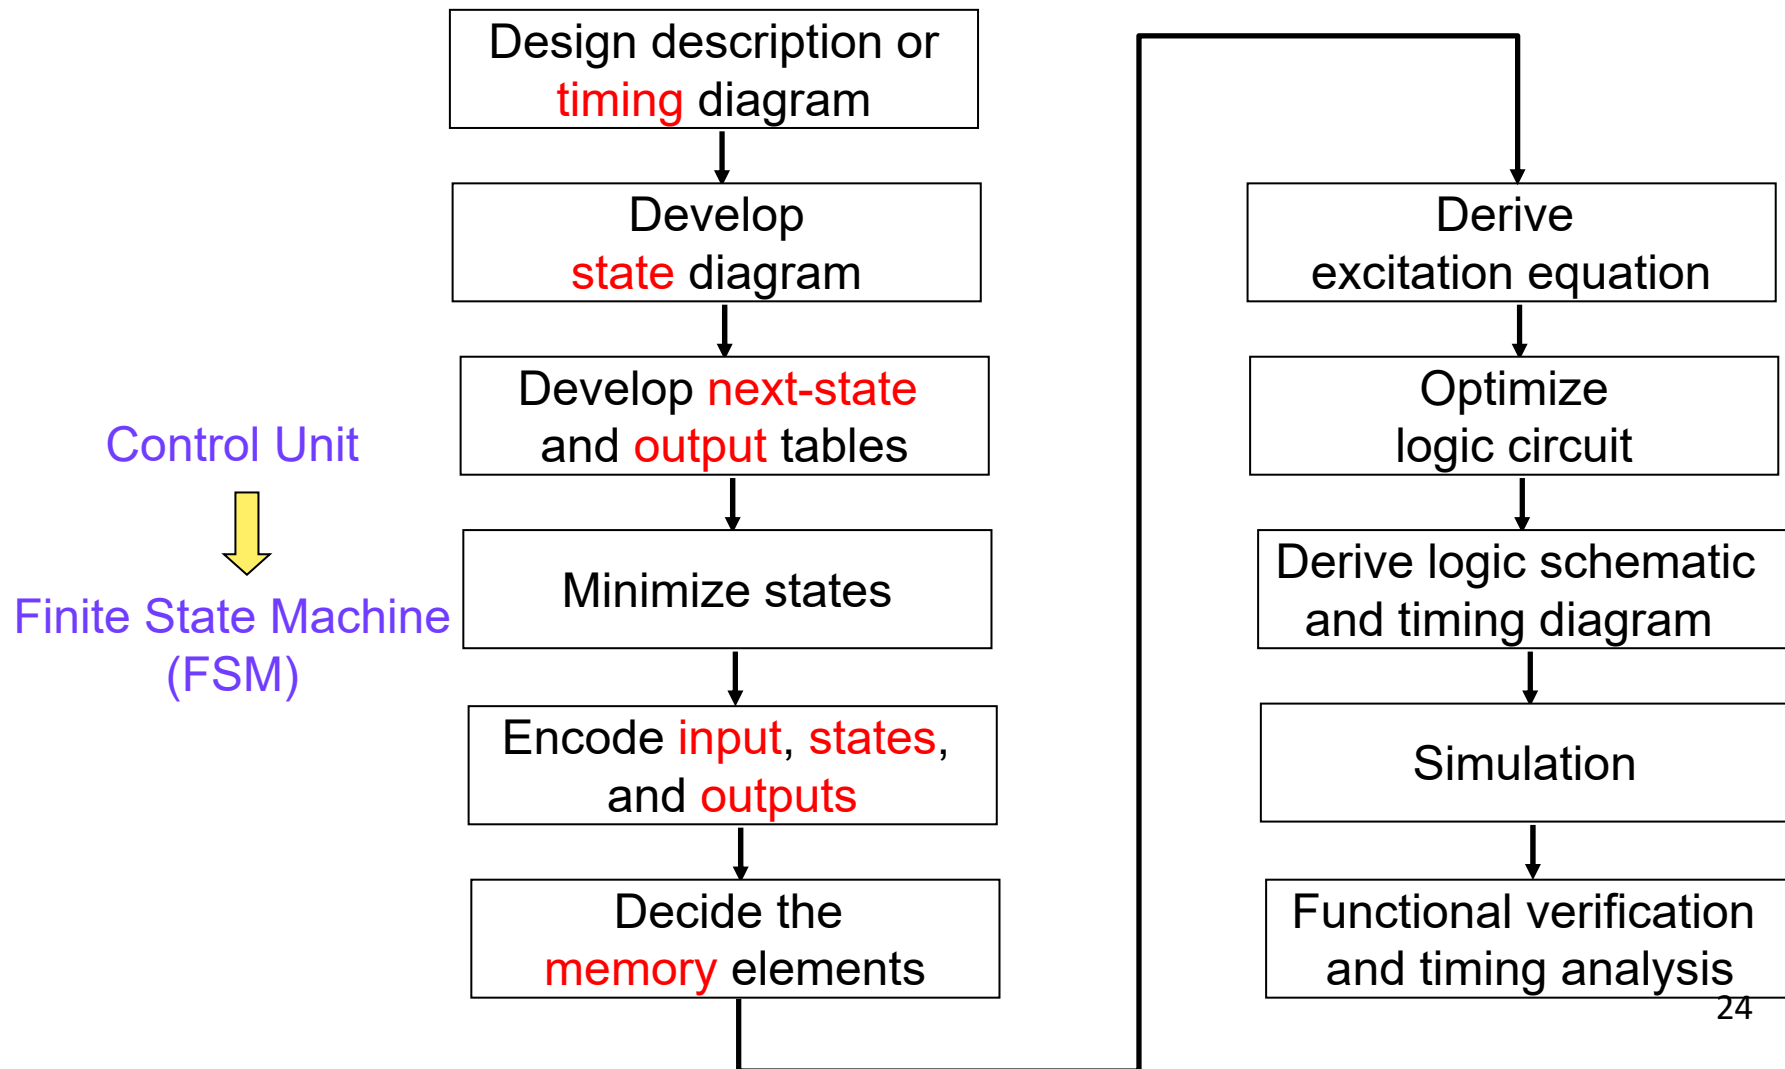 Design description or
timing diagram
Develop
state diagram
Develop next-state
and output tables
Minimize states
Encode input, states,
and outputs
Decide the
memory elements
Control Unit
Finite State Machine
(FSM)
Derive
excitation equation
Optimize
logic circuit
Derive logic schematic
and timing diagram
Simulation
Functional verification
and timing analysis
24